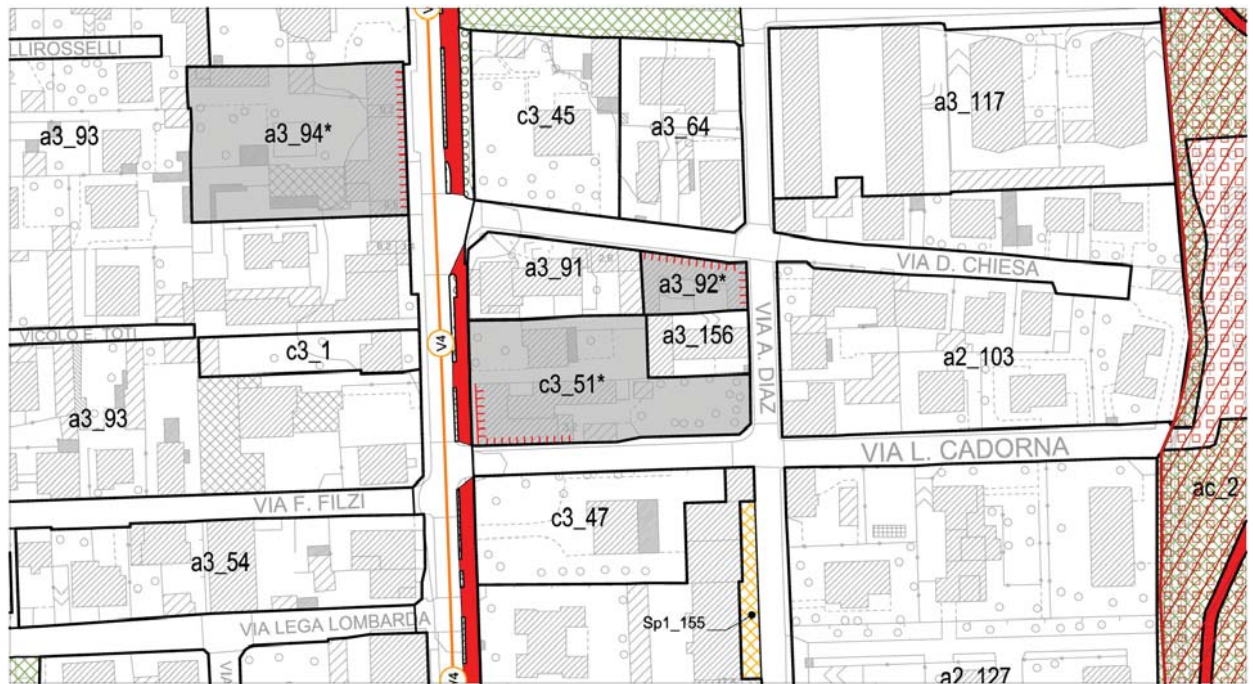 LLIROSSELLI
a3_93
a3_94*
c3_45
a3_64
a3_117
a3_91
a3_92*
VIA D. CHIESA
VICOLO E. TOTI
c3_1
V4
a3_156
VIA A. DIAZ
a2_103
c3_51*
a3_93
VIA L. CADORNA
ac_2
VIA F. FILZI
c3_47
a3_54
VIA LEGA LOMBARDA
Sp1_155
VIA
V4
a2_127